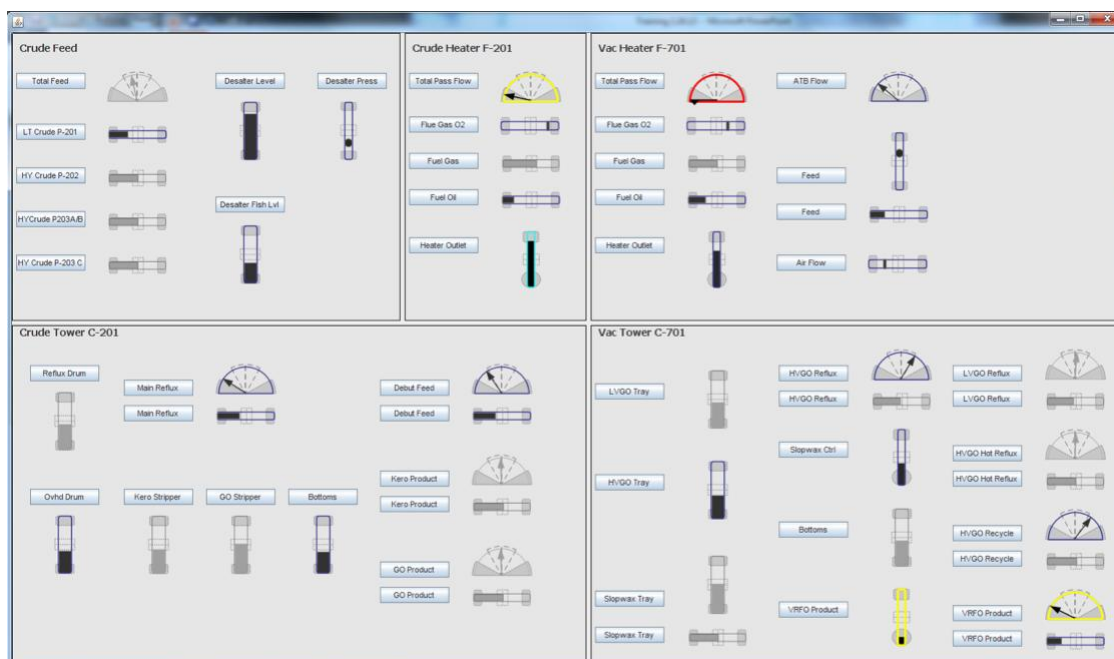 Crude Feed
Total Feed
Desalter Level
Desalter Press
LT Crude P-201
HY Crude P-202
HYCrude P203A/B
Desalter Flsh Lvl
HY Crude P-203 C
Crude Heater F-201
Total Pass Flow
Flue Gas O2
Fuel Gas
Fuel Oil
Heater Outlet
Vac Heater F-701
Total Pass Flow
ATB Flow
Flue Gas O2
Fuel Gas
Feed
Fuel Oil
Feed
Heater Outlet
Air Flow
Crude Tower C-201
Reflux Drum
Main Reflux
Debut Feed
Main Reflux
Debut Feed
Kero Product
Ovhd Drum
Kero Stripper
GO Stripper
Bottoms
Kero Product
GO Product
GO Product
Vac Tower C-701
HVGO Reflux
LVGO Reflux
LVGO Tray
HVGO Reflux
LVGO Reflux
Slopwax Ctrl
HVGO Hot Reflux
HVGO Tray
HVGO Hot Reflux
Bottoms
HVGO Recycle
HVGO Recycle
Slopwax Tray
VRFO Product
VRFO Product
Slopwax Tray
VRFO Product